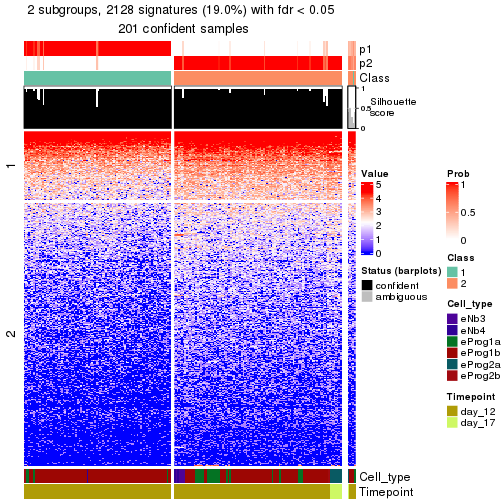 2 subgroups, 2128 signatures (19.0%) with fdr < 0.05
201 confident samples
p1
p2
Class
1
0.5
0
Silhouette
score
1
2
Value
5
4
3
2
1
0
Status (barplots)
confident
ambiguous
Prob
1
0.5
0
Class
1
2
Cell_type
eNb3
eNb4
eProg1a
eProg1b
eProg2a
eProg2b
Timepoint
day_12
day_17
Cell_type
Timepoint